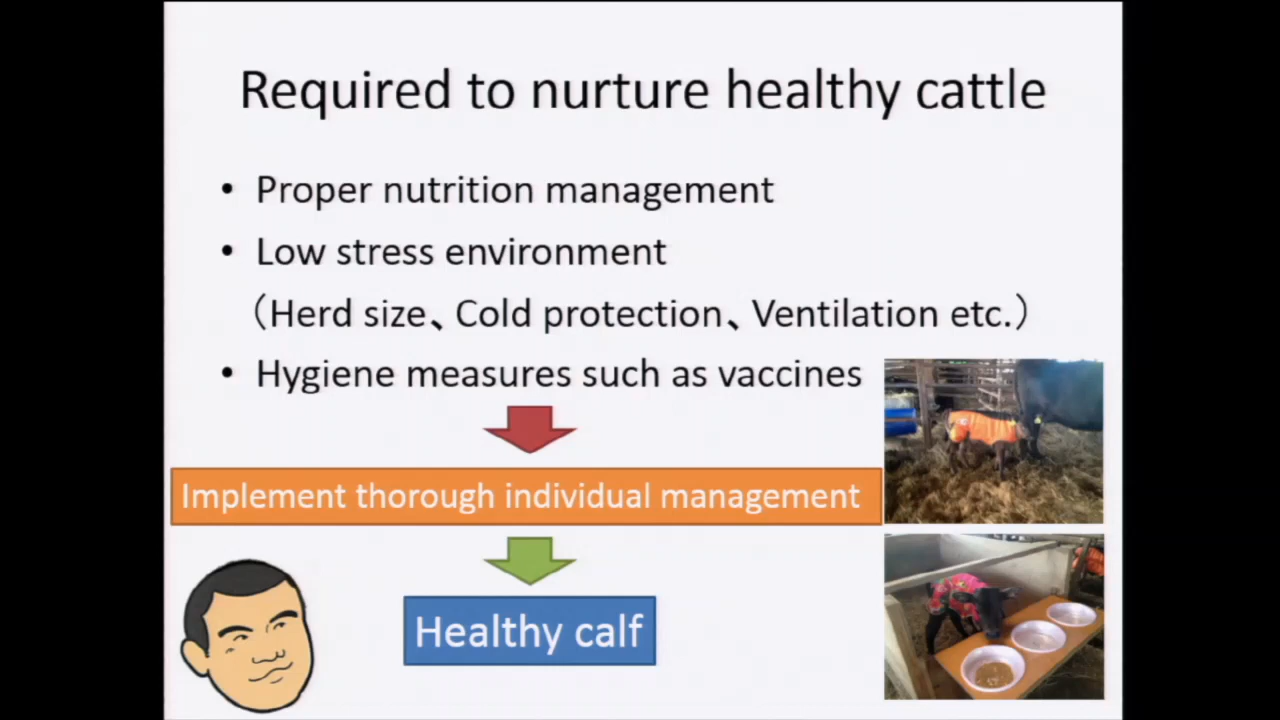 Required to nurture healthy cattle
• Proper nutrition management
• Low stress environment
（Herd size、Cold protection、Ventilation etc.）
• Hygiene measures such as vaccines
Implement thorough individual management
Healthy calf